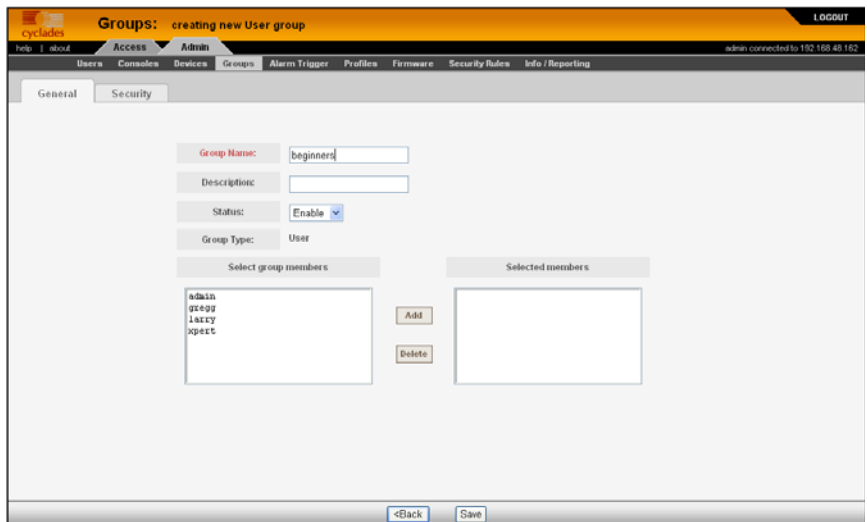 LOGOUT
cyclades
Groups: creating new User group
help | about
Access
Admin
admin connected to 192.168.48.162
Users Consoles Devices Groups Alarm Trigger Profiles Firmware Security Rules Info / Reporting
General Security
Group Name: beginners
Description:
Status: Enable
Group Type: User
Select group members
Selected members
admin
gregg
larry
xpert
Add
Delete
<Back Save